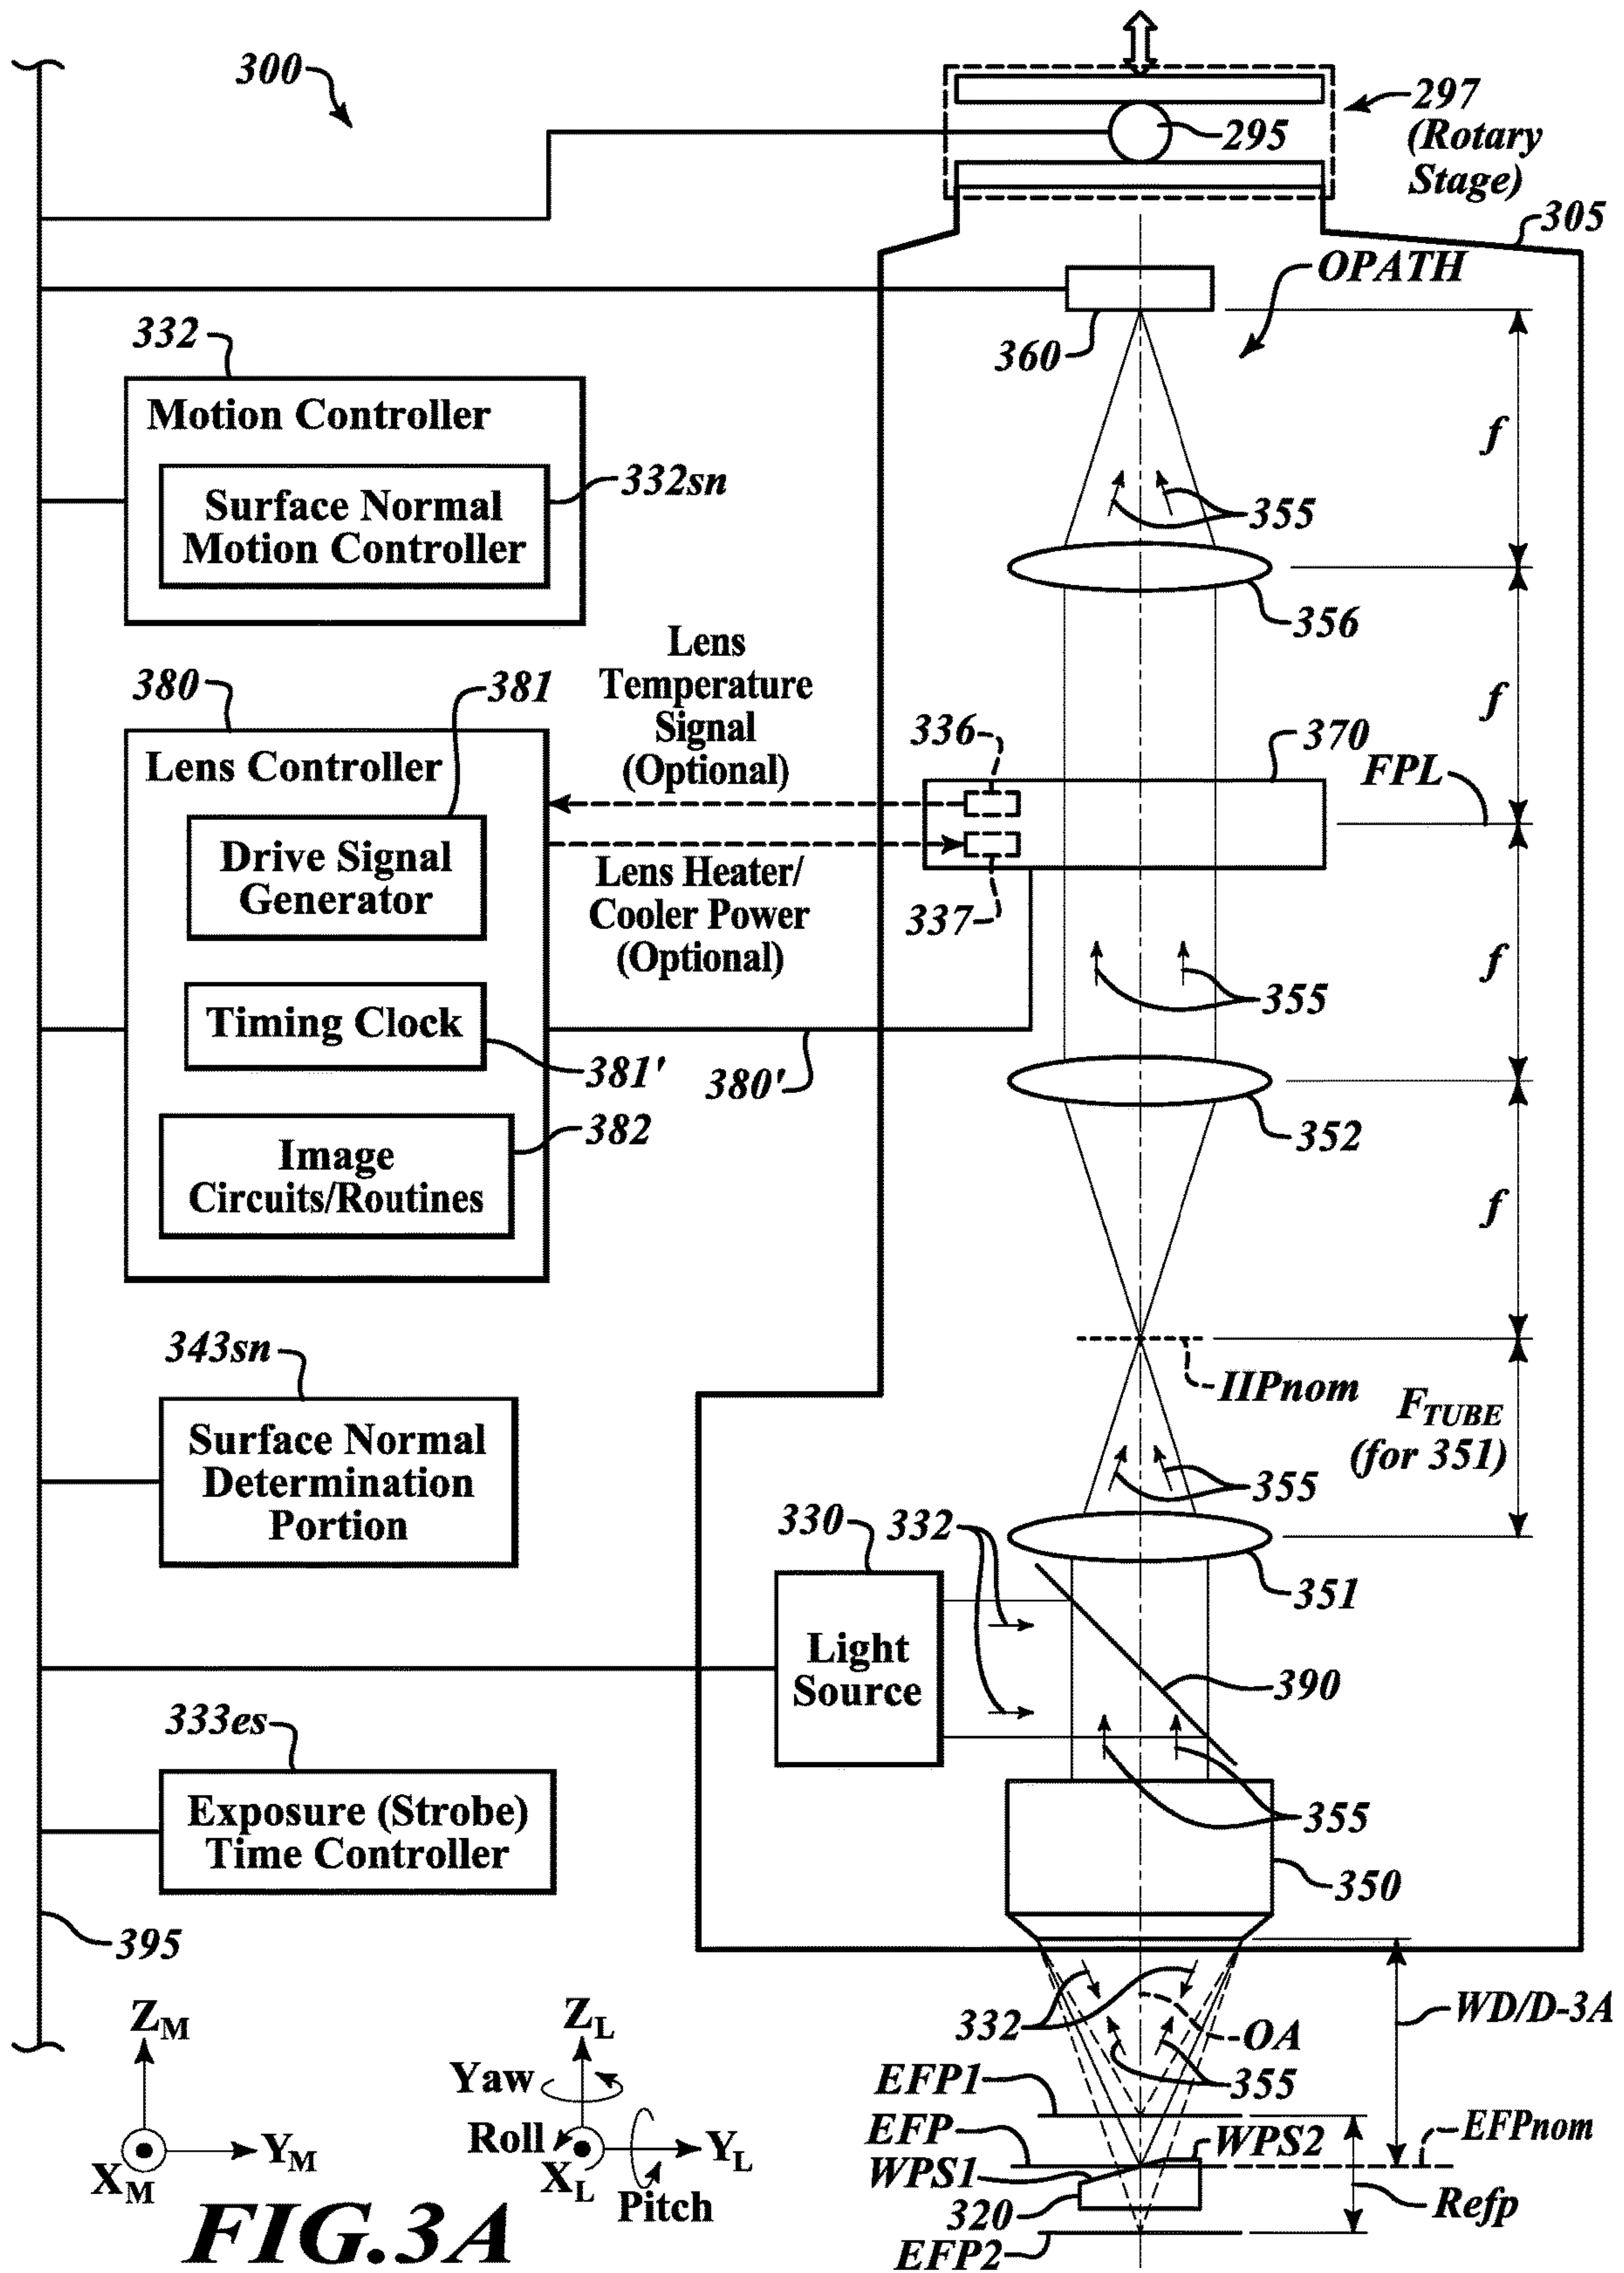 300
297
(Rotary
Stage)
295
305
OPATH
360
332
Motion Controller
Surface Normal
Motion Controller
332sn
f
355
356
Lens
Temperature
Signal
(Optional)
380
381
Lens Controller
Drive Signal
Generator
Timing Clock
381'
382
Image
Circuits/Routines
Lens Heater/
Cooler Power
(Optional)
336
337
370
FPL
f
f
355
380'
352
f
343sn
Surface Normal
Determination
Portion
IIPnom
FTUBE
(for 351)
355
330
332
351
Light
Source
390
333es
Exposure (Strobe)
Time Controller
355
350
395
332
OA
WD/D-3A
355
EFP1
EFP
WPS1
WPS2
EFPnom
320
Refp
EFP2
ZM
YM
XM
ZL
Yaw
Roll
YL
XL
Pitch
FIG.3A